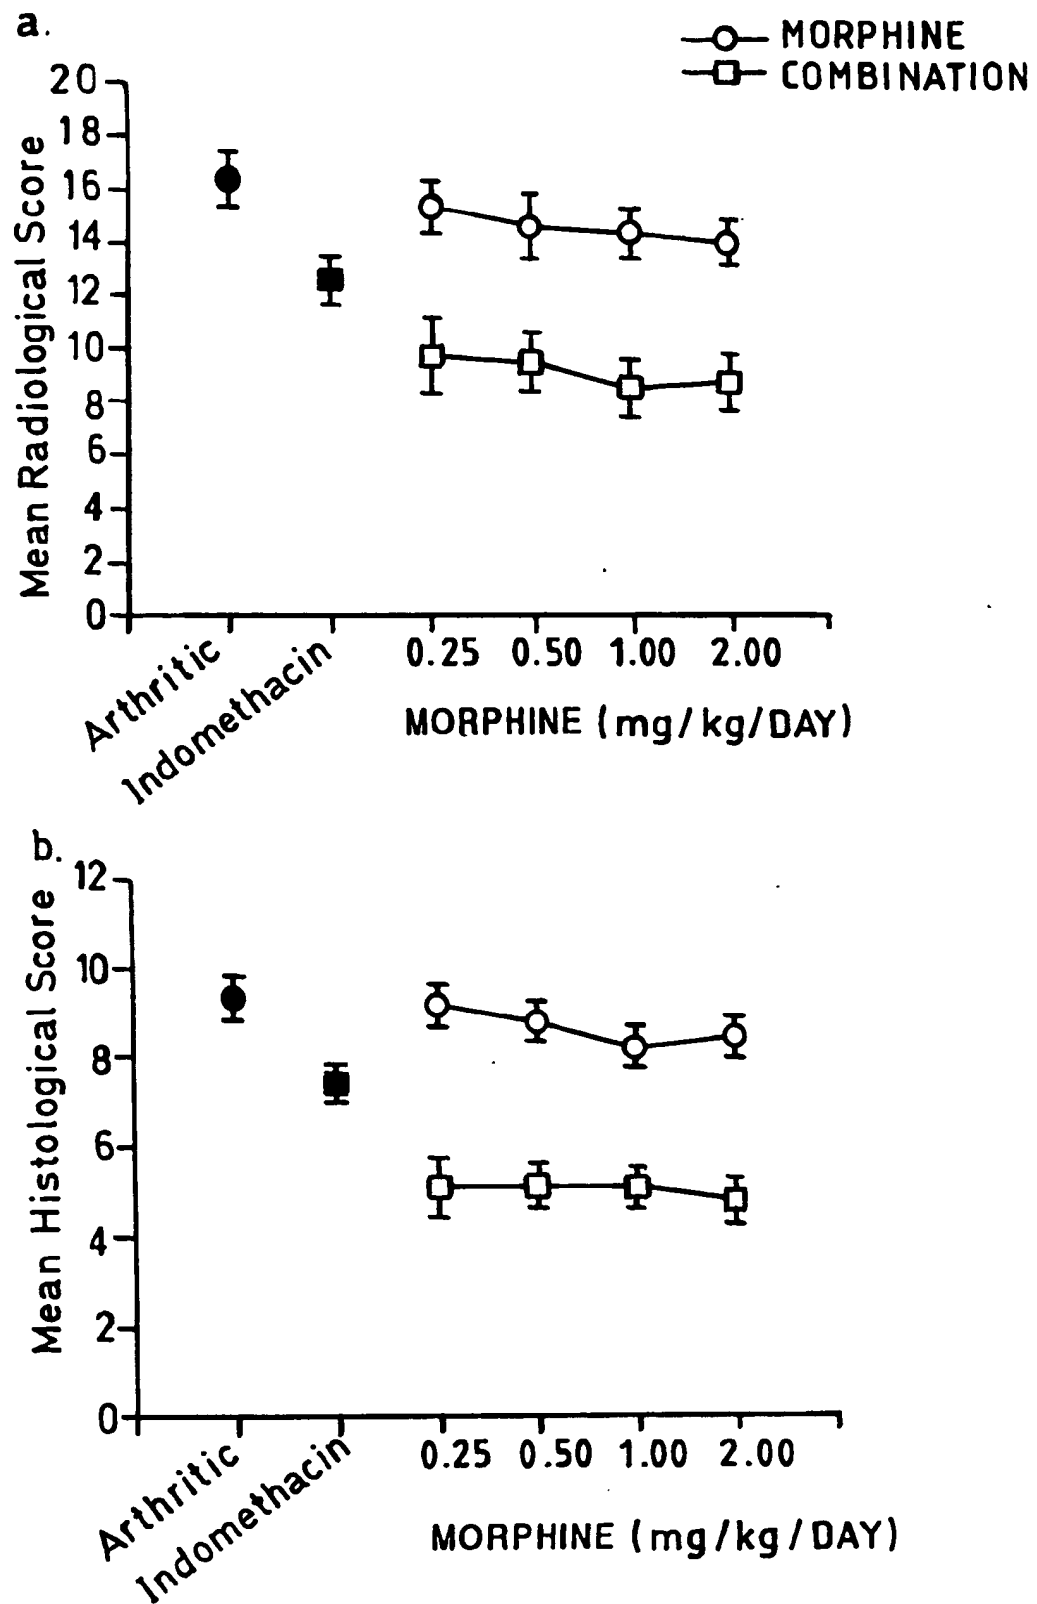 a.
MORPHINE
COMBINATION
Mean Radiological Score
20
18
16
14
12
10
8
6
4
2
0
Arthritic
Indomethacin
0.25 0.50 1.00 2.00
MORPHINE (mg/kg/DAY)
b.
Mean Histological Score
12
10
8
6
4
2
0
Arthritic
Indomethacin
0.25 0.50 1.00 2.00
MORPHINE (mg/kg/DAY)